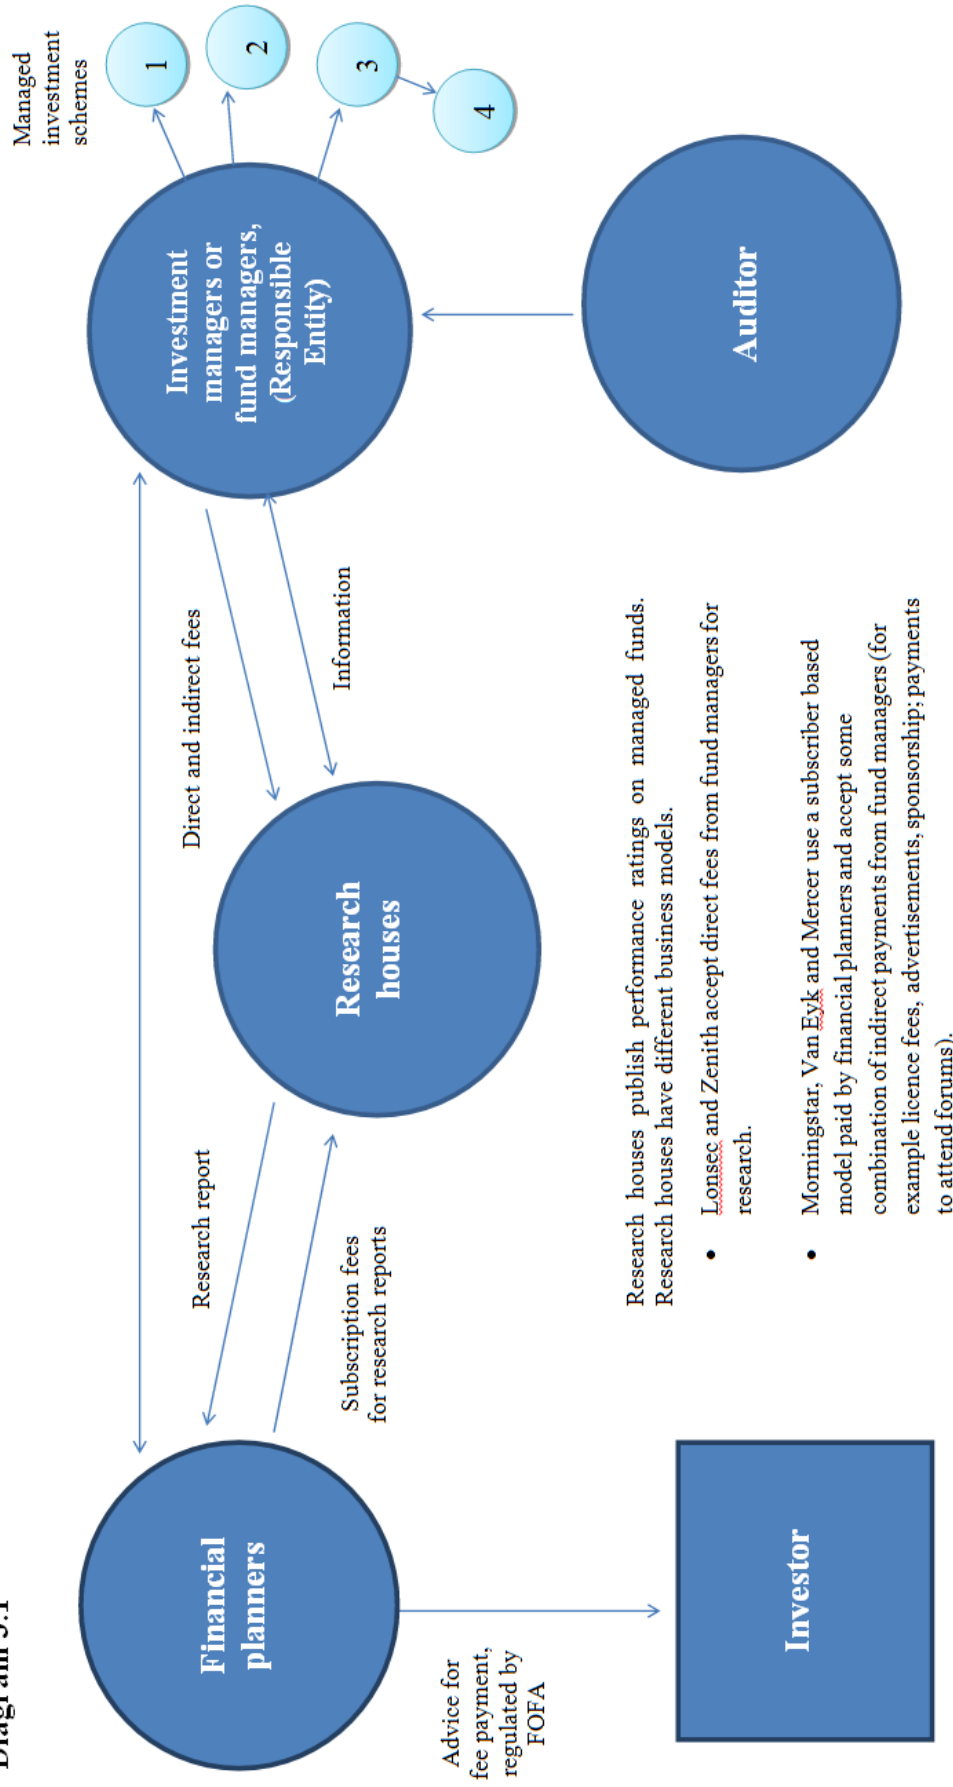 Diagram 3.1
Managed
investment
schemes
1
2
3
4
Investment
managers or
fund managers,
(Responsible
Entity)
Auditor
Direct and indirect fees
Information
Research
houses
Research report
Subscription fees
for research reports
Financial
planners
Advice for
fee payment,
regulated by
FOFA
Investor
Research houses publish performance ratings on managed funds.
Research houses have different business models.
• Lonsec and Zenith accept direct fees from fund managers for
research.
• Morningstar, Van Eyk and Mercer use a subscriber based
model paid by financial planners and accept some
combination of indirect payments from fund managers (for
example licence fees, advertisements, sponsorship; payments
to attend forums).